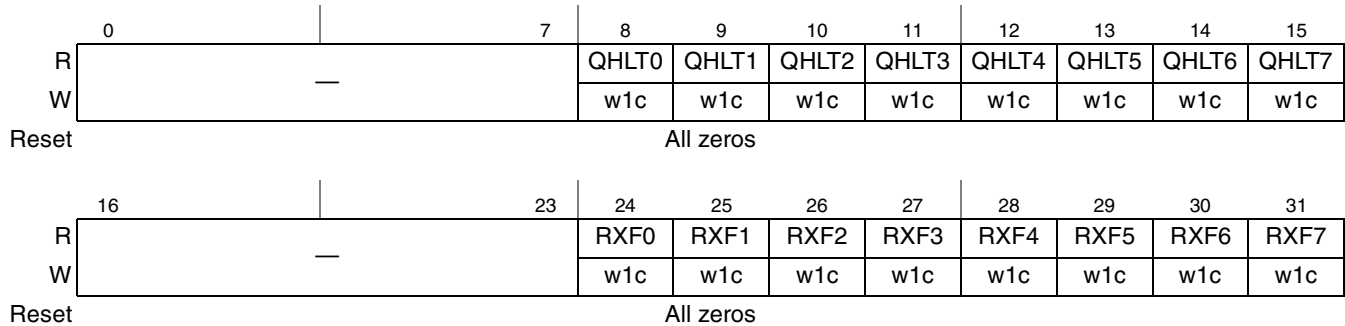 0 7 8 9 10 11 12 13 14 15
R — QHLT0 QHLT1 QHLT2 QHLT3 QHLT4 QHLT5 QHLT6 QHLT7
W w1c w1c w1c w1c w1c w1c w1c w1c
Reset All zeros
16 23 24 25 26 27 28 29 30 31
R — RXF0 RXF1 RXF2 RXF3 RXF4 RXF5 RXF6 RXF7
W w1c w1c w1c w1c w1c w1c w1c w1c
Reset All zeros